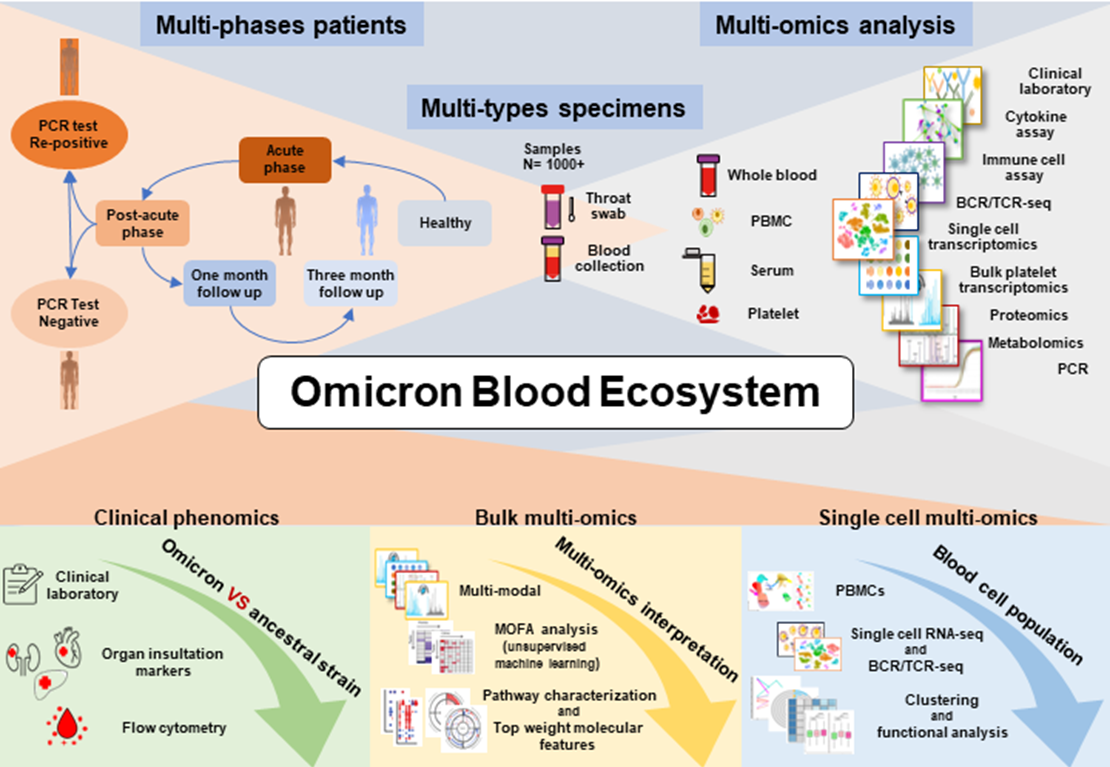 Multi-phases patients
Multi-omics analysis
Multi-types specimens
PCR test
Re-positive
Acute
phase
Post-acute
phase
Healthy
One month
follow up
Three month
follow up
PCR Test
Negative
Samples
N= 1000+
Throat
swab
Blood
collection
Whole blood
PBMC
Serum
Platelet
Clinical
laboratory
Cytokine
assay
Immune cell
assay
BCR/TCR-seq
Single cell
transcriptomics
Bulk platelet
transcriptomics
Proteomics
Metabolomics
PCR
Omicron Blood Ecosystem
Clinical phenomics
Omicron VS ancestral strain
Clinical
laboratory
Organ insultation
markers
Flow cytometry
Bulk multi-omics
Multi-omics interpretation
Multi-modal
MOFA analysis
(unsupervised
machine learning)
Pathway characterization
and
Top weight molecular
features
Single cell multi-omics
Blood cell population
PBMCs
Single cell RNA-seq
and
BCR/TCR-seq
Clustering
and
functional analysis